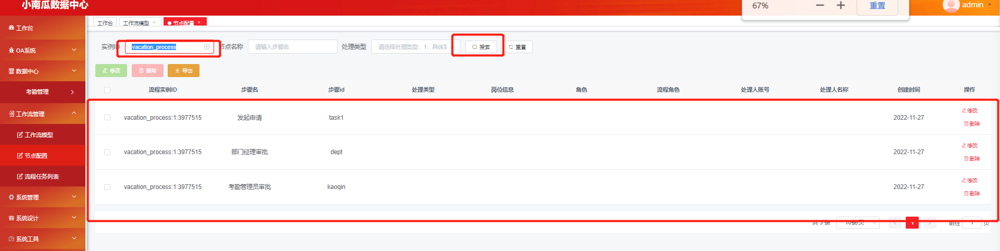 小南瓜数据中心
67%
重置
admin
工作台
工作流模型
节点配置
工作台
OA系统
数据中心
考勤管理
工作流管理
工作流模型
节点配置
流程任务列表
系统管理
系统设计
系统工具
实例ID vacation_process 节点名称 请输入步骤名 处理类型 请选择处理类型：1：具体 搜索 重置
修改 删除 导出
流程实例ID 步骤名 步骤id 处理类型 岗位信息 角色 流程角色 处理人账号 处理人名称 创建时间 操作
vacation_process:1:3977515 发起申请 task1 2022-11-27 修改 删除
vacation_process:1:3977515 部门经理审批 dept 2022-11-27 修改 删除
vacation_process:1:3977515 考勤管理员审批 kaoqin 2022-11-27 修改 删除
共 3 条 10条/页 1 前往 1 页